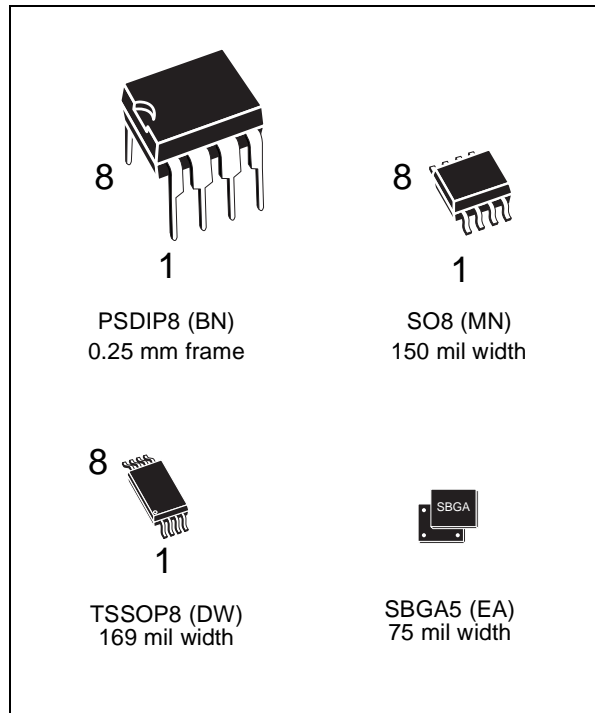 8
1
PSDIP8 (BN)
0.25 mm frame
8
1
SO8 (MN)
150 mil width
8
1
TSSOP8 (DW)
169 mil width
SBGA
SBGA5 (EA)
75 mil width